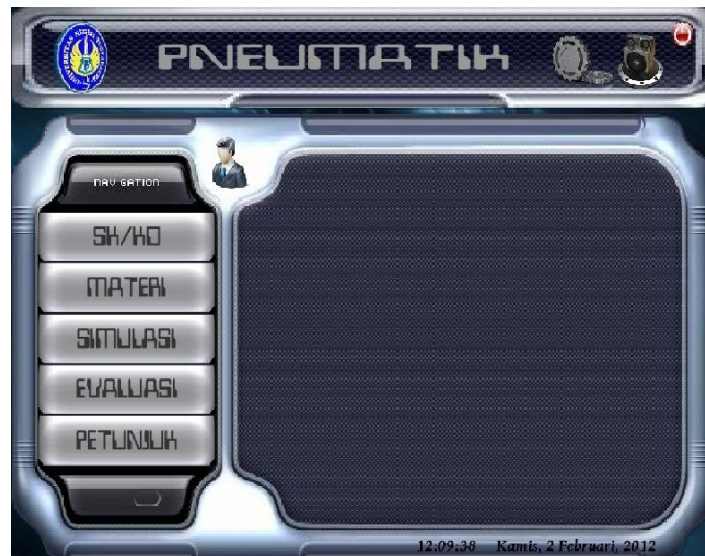 PNEUMATIK
NAVIGATION
SK/KD
MATERI
SIMULASI
EVALUASI
PETUNJUK
12:09:38 Kamis, 2 Februari, 2012